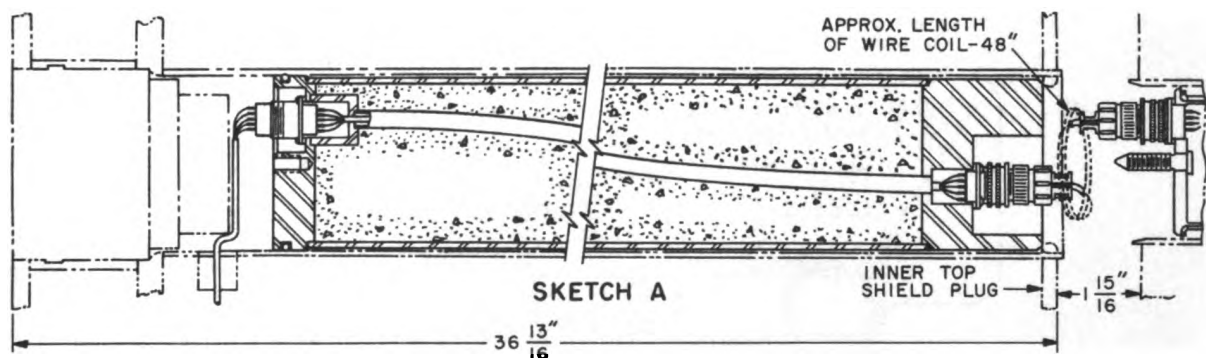 APPROX. LENGTH
OF WIRE COIL-48"
INNER TOP
SHIELD PLUG
1 15/16"
SKETCH A
36 13/16"